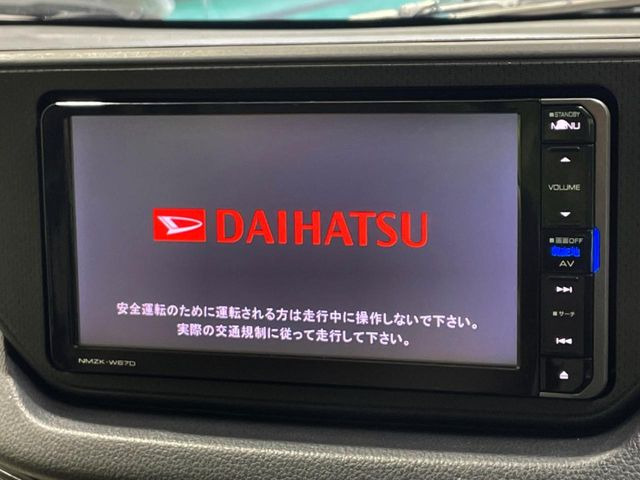 DAIHATSU
安全運転のために運転される方は走行中に操作しないで下さい。
実際の交通規制に従って走行して下さい。
NMZK-W67D
■STANDBY
MENU
VOLUME
■画面OFF
現在地
AV
■サーチ